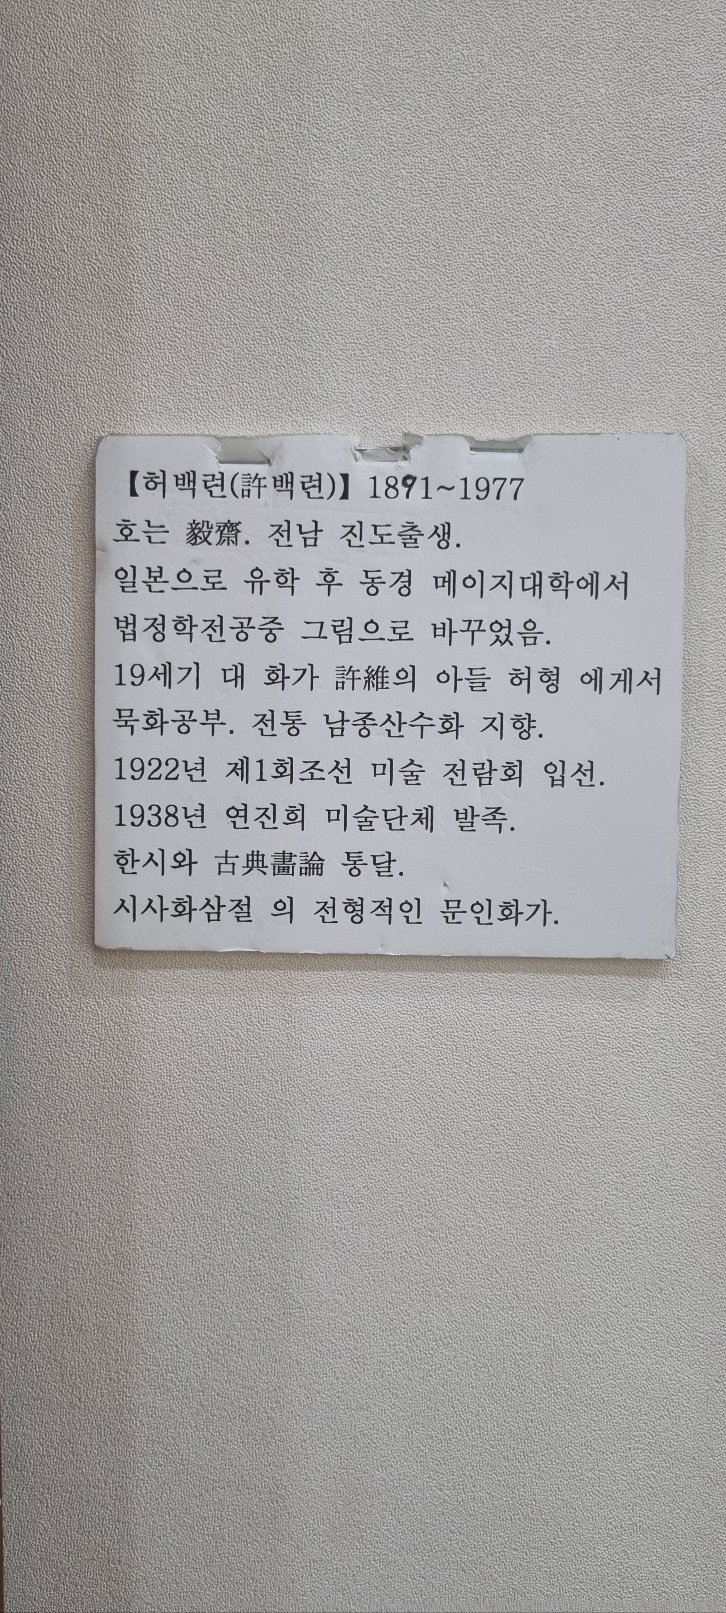 【허백련(許백련)】 1891~1977
호는 毅齋. 전남 진도출생.
일본으로 유학 후 동경 메이지대학에서
법정학전공중 그림으로 바꾸었음.
19세기 대 화가 許維의 아들 허형 에게서
묵화공부. 전통 남종산수화 지향.
1922년 제1회조선 미술 전람회 입선.
1938년 연진회 미술단체 발족.
한시와 古典畵論 통달.
시사화삼절 의 전형적인 문인화가.